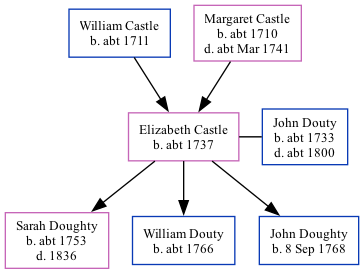 William Castle
b. abt 1711
Margaret Castle
b. abt 1710
d. abt Mar 1741
Elizabeth Castle
b. abt 1737
John Douty
b. abt 1733
d. abt 1800
Sarah Doughty
b. abt 1753
d. 1836
William Douty
b. abt 1766
John Doughty
b. 8 Sep 1768